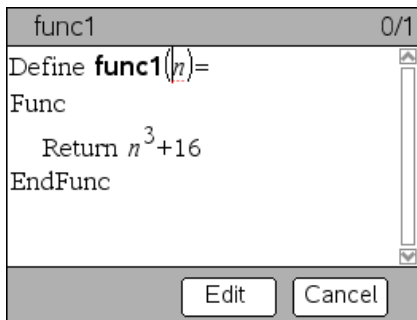 func1 0/1
Define func1(n)=
Func
Return n³+16
EndFunc
Edit Cancel